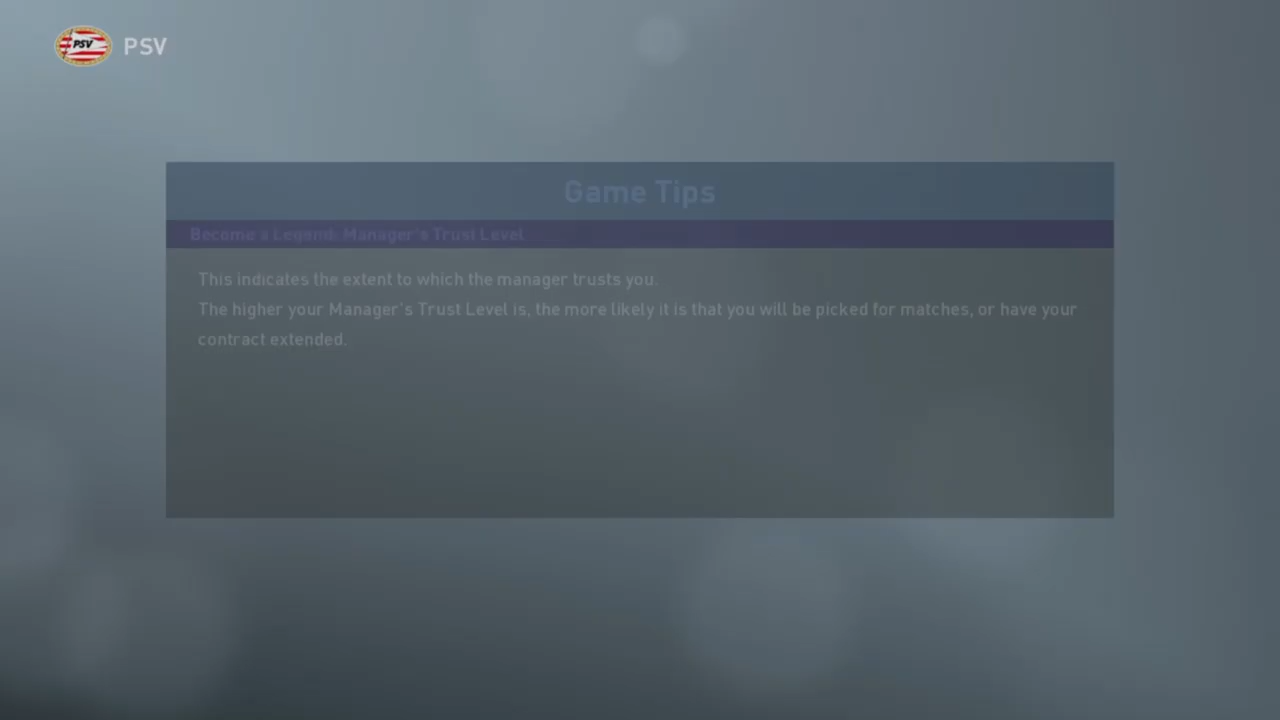 PSV PSV
Game Tips
Become a Legend: Manager's Trust Level
This indicates the extent to which the manager trusts you.
The higher your Manager's Trust Level is, the more likely it is that you will be picked for matches, or have your
contract extended.